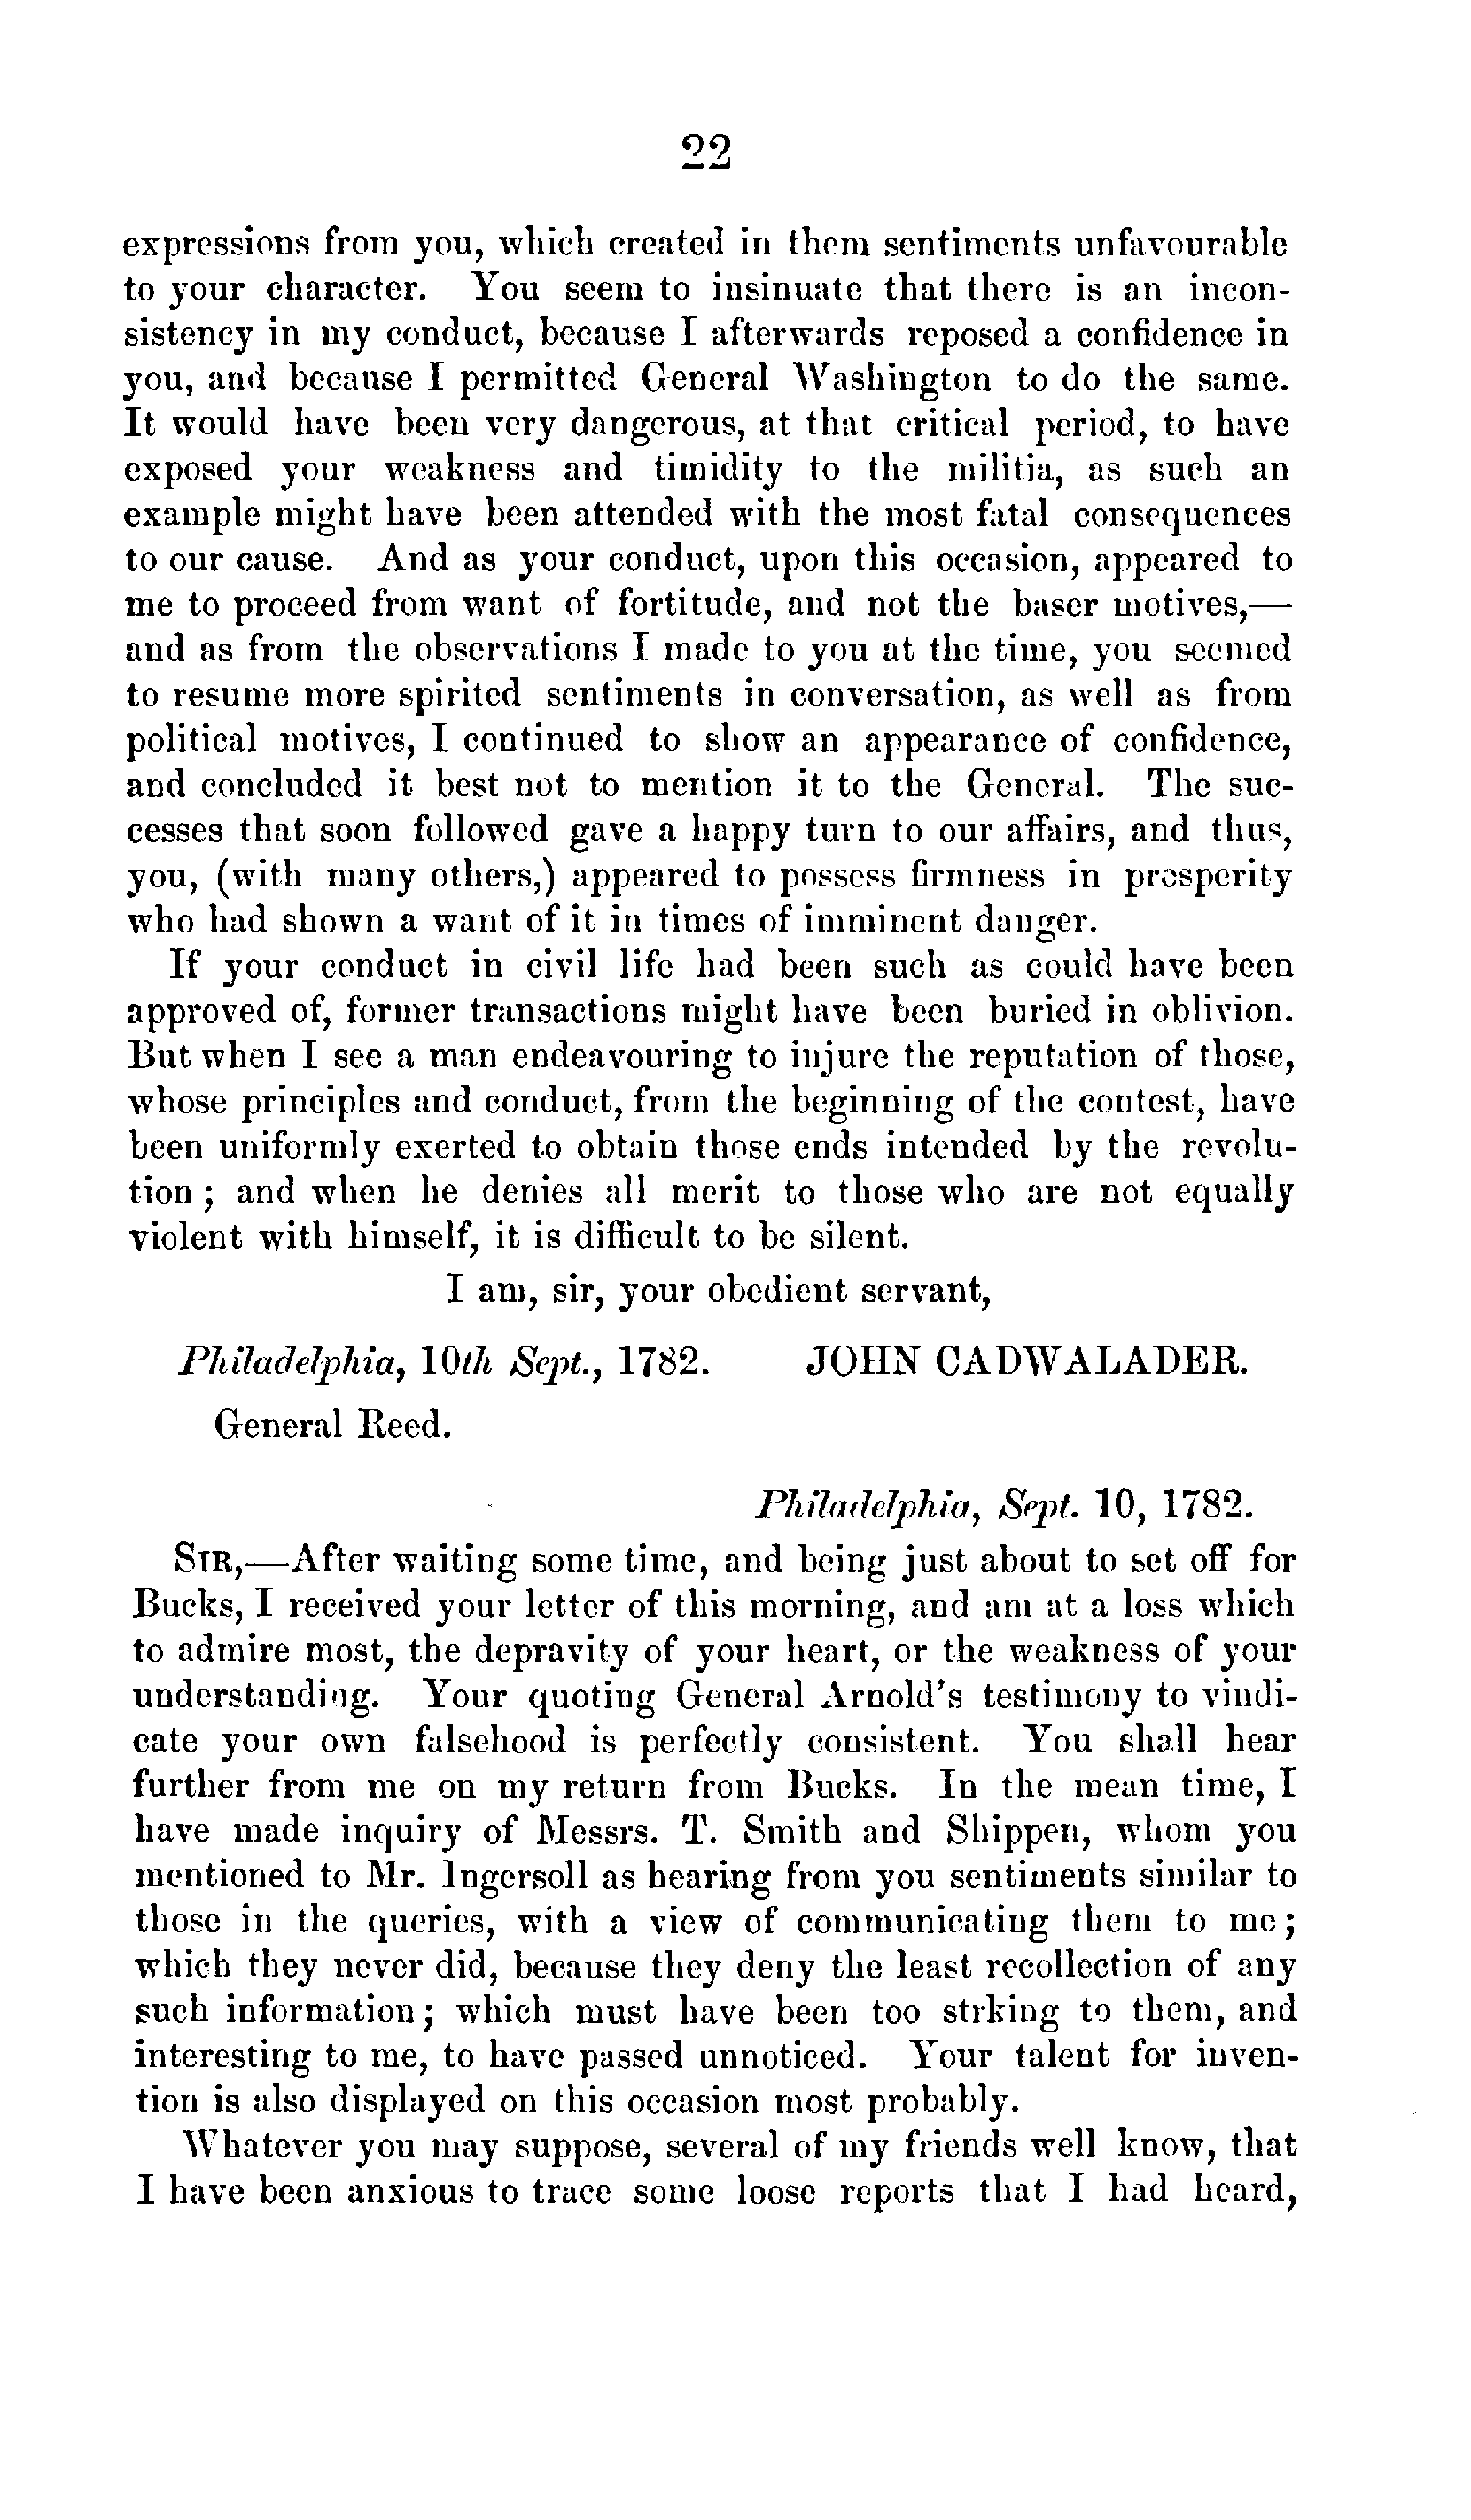 22
expressions from you, which created in them sentiments unfavourable
to your character. You seem to insinuate that there is an incon-
sistency in my conduct, because I afterwards reposed a confidence in
you, and because I permitted General Washington to do the same.
It would have been very dangerous, at that critical period, to have
exposed your weakness and timidity to the militia, as such an
example might have been attended with the most fatal consequences
to our cause. And as your conduct, upon this occasion, appeared to
me to proceed from want of fortitude, and not the baser motives,—
and as from the observations I made to you at the time, you seemed
to resume more spirited sentiments in conversation, as well as from
political motives, I continued to show an appearance of confidence,
and concluded it best not to mention it to the General. The suc-
cesses that soon followed gave a happy turn to our affairs, and thus,
you, (with many others,) appeared to possess firmness in prosperity
who had shown a want of it in times of imminent danger.
If your conduct in civil life had been such as could have been
approved of, former transactions might have been buried in oblivion.
But when I see a man endeavouring to injure the reputation of those,
whose principles and conduct, from the beginning of the contest, have
been uniformly exerted to obtain those ends intended by the revolu-
tion; and when he denies all merit to those who are not equally
violent with himself, it is difficult to be silent.
I am, sir, your obedient servant,
Philadelphia, 10th Sept., 1782. JOHN CADWALADER.
General Reed.
Philadelphia, Sept. 10, 1782.
SIR,—After waiting some time, and being just about to set off for
Bucks, I received your letter of this morning, and am at a loss which
to admire most, the depravity of your heart, or the weakness of your
understanding. Your quoting General Arnold's testimony to vindi-
cate your own falsehood is perfectly consistent. You shall hear
further from me on my return from Bucks. In the mean time, I
have made inquiry of Messrs. T. Smith and Shippen, whom you
mentioned to Mr. Ingersoll as hearing from you sentiments similar to
those in the queries, with a view of communicating them to me;
which they never did, because they deny the least recollection of any
such information; which must have been too strking to them, and
interesting to me, to have passed unnoticed. Your talent for inven-
tion is also displayed on this occasion most probably.
Whatever you may suppose, several of my friends well know, that
I have been anxious to trace some loose reports that I had heard,